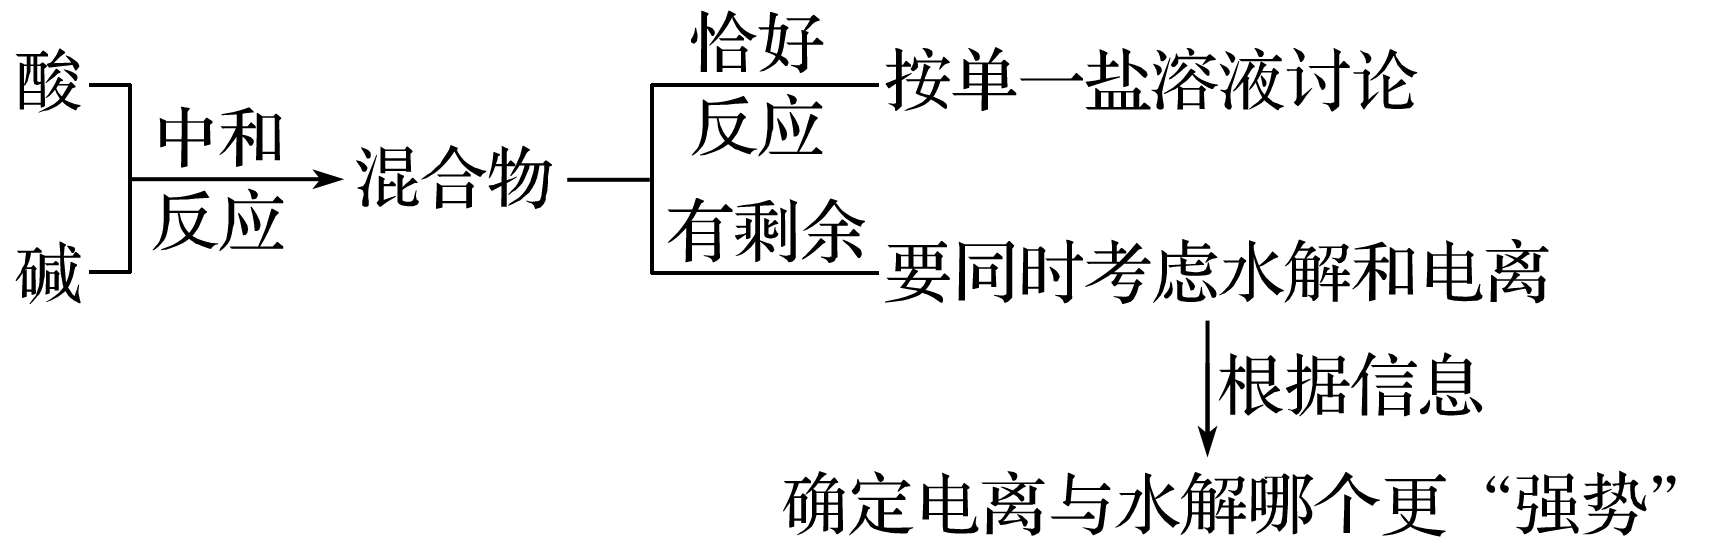 酸
碱
中和
反应
混合物
恰好
反应
按单一盐溶液讨论
有剩余
要同时考虑水解和电离
根据信息
确定电离与水解哪个更“强势”